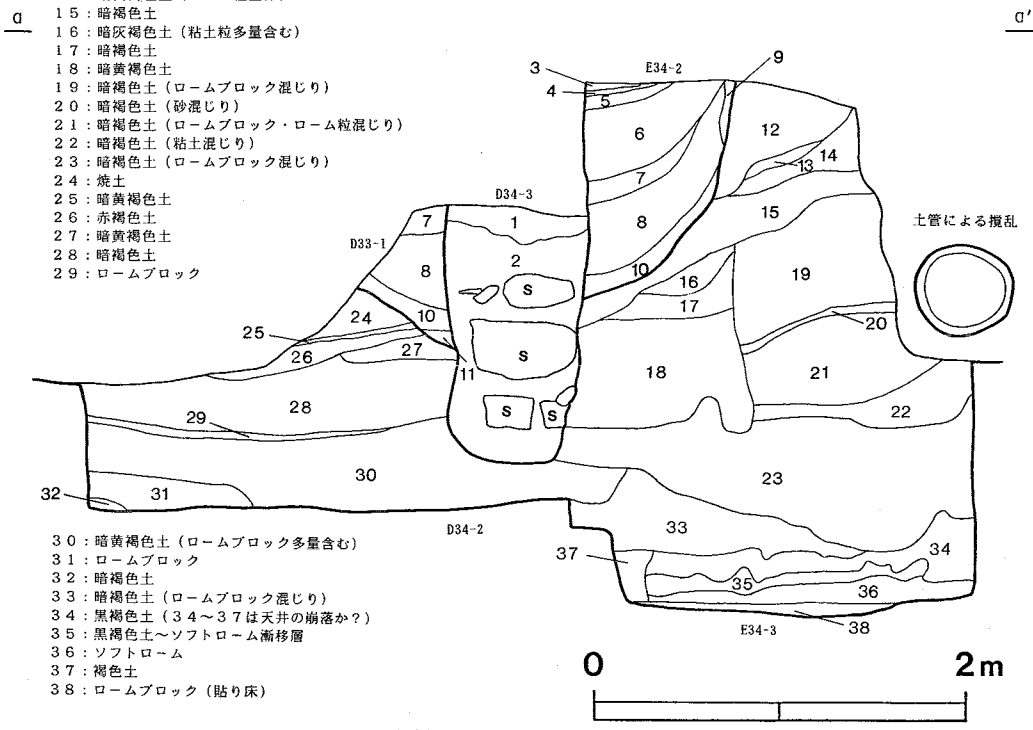 a
a'
15：暗褐色土
16：暗灰褐色土（粘土粒多量含む）
17：暗褐色土
18：暗黄褐色土
19：暗褐色土（ロームブロック混じり）
20：暗褐色土（砂混じり）
21：暗褐色土（ロームブロック・ローム粒混じり）
22：暗褐色土（粘土混じり）
23：暗褐色土（ロームブロック混じり）
24：焼土
25：暗黄褐色土
26：赤褐色土
27：暗黄褐色土
28：暗褐色土
29：ロームブロック
E34-2
3
9
4
5
6
12
13
14
7
D34-3
7
1
8
15
土管による撹乱
D33-1
2
8
10
16
19
S
17
24
10
20
25
26
27
11
S
18
21
28
29
S
S
22
30
23
32
31
D34-2
33
34
37
35
36
E34-3
38
30：暗黄褐色土（ロームブロック多量含む）
31：ロームブロック
32：暗褐色土
33：暗褐色土（ロームブロック混じり）
34：黒褐色土（34～37は天井の崩落か？）
35：黒褐色土～ソフトローム漸移層
36：ソフトローム
37：褐色土
38：ロームブロック（貼り床）
0
2m